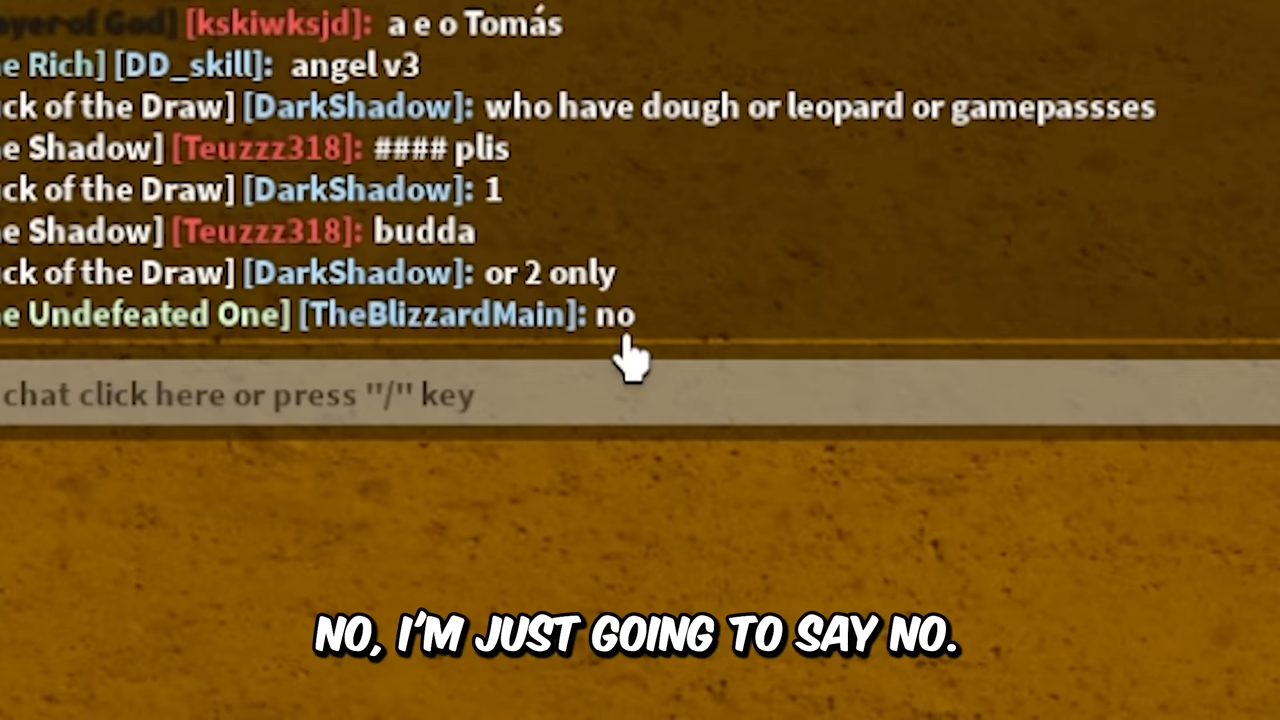 ayer of God] [kskiwksjd]: a e o Tomás
e Rich] [DD_skill]: angel v3
ck of the Draw] [DarkShadow]: who have dough or leopard or gamepassses
e Shadow] [Teuzzz318]: #### plis
ck of the Draw] [DarkShadow]: 1
e Shadow] [Teuzzz318]: budda
ck of the Draw] [DarkShadow]: or 2 only
e Undefeated One] [TheBlizzardMain]: no
chat click here or press "/" key
NO, I'M JUST GOING TO SAY NO.